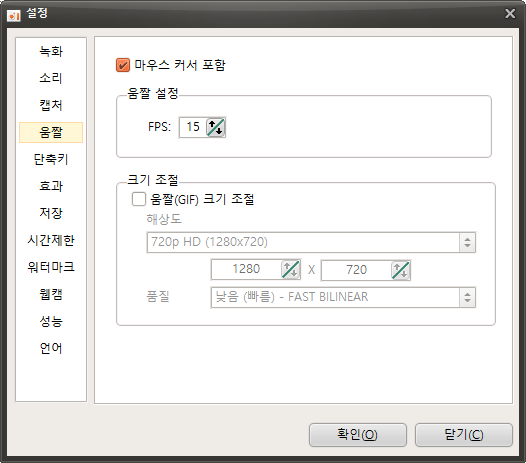 설정
녹화
소리
캡처
움짤
단축키
효과
저장
시간제한
워터마크
웹캠
성능
언어
마우스 커서 포함
움짤 설정
FPS: 15
크기 조절
움짤(GIF) 크기 조절
해상도
720p HD (1280x720)
1280 X 720
품질 낮음 (빠름) - FAST BILINEAR
확인(O) 닫기(C)